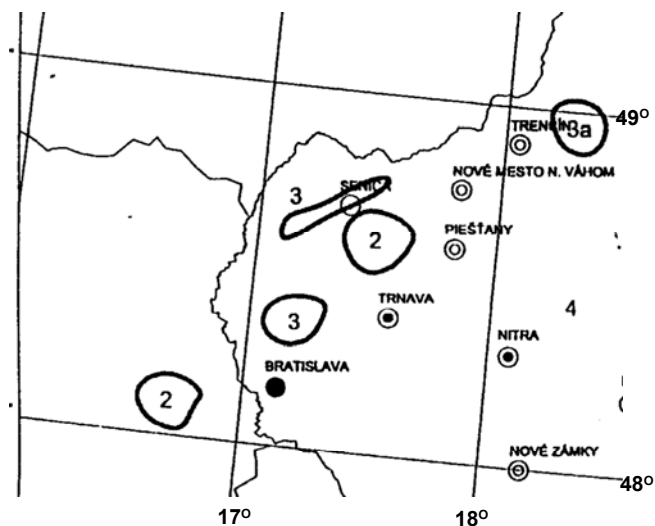 49°
3a
TRENČÍN
NOVÉ MESTO N. VÁHOM
3
SENICA
2
PIEŠŤANY
3
TRNAVA
4
NITRA
BRATISLAVA
2
NOVÉ ZÁMKY
48°
17°
18°